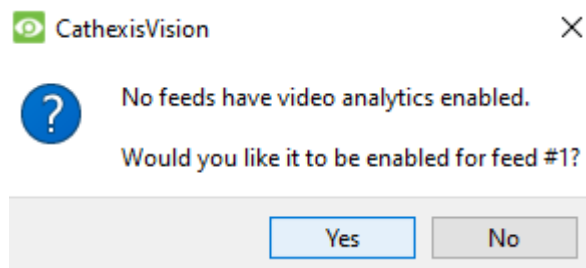 CathexisVision
No feeds have video analytics enabled.
Would you like it to be enabled for feed #1?
Yes No